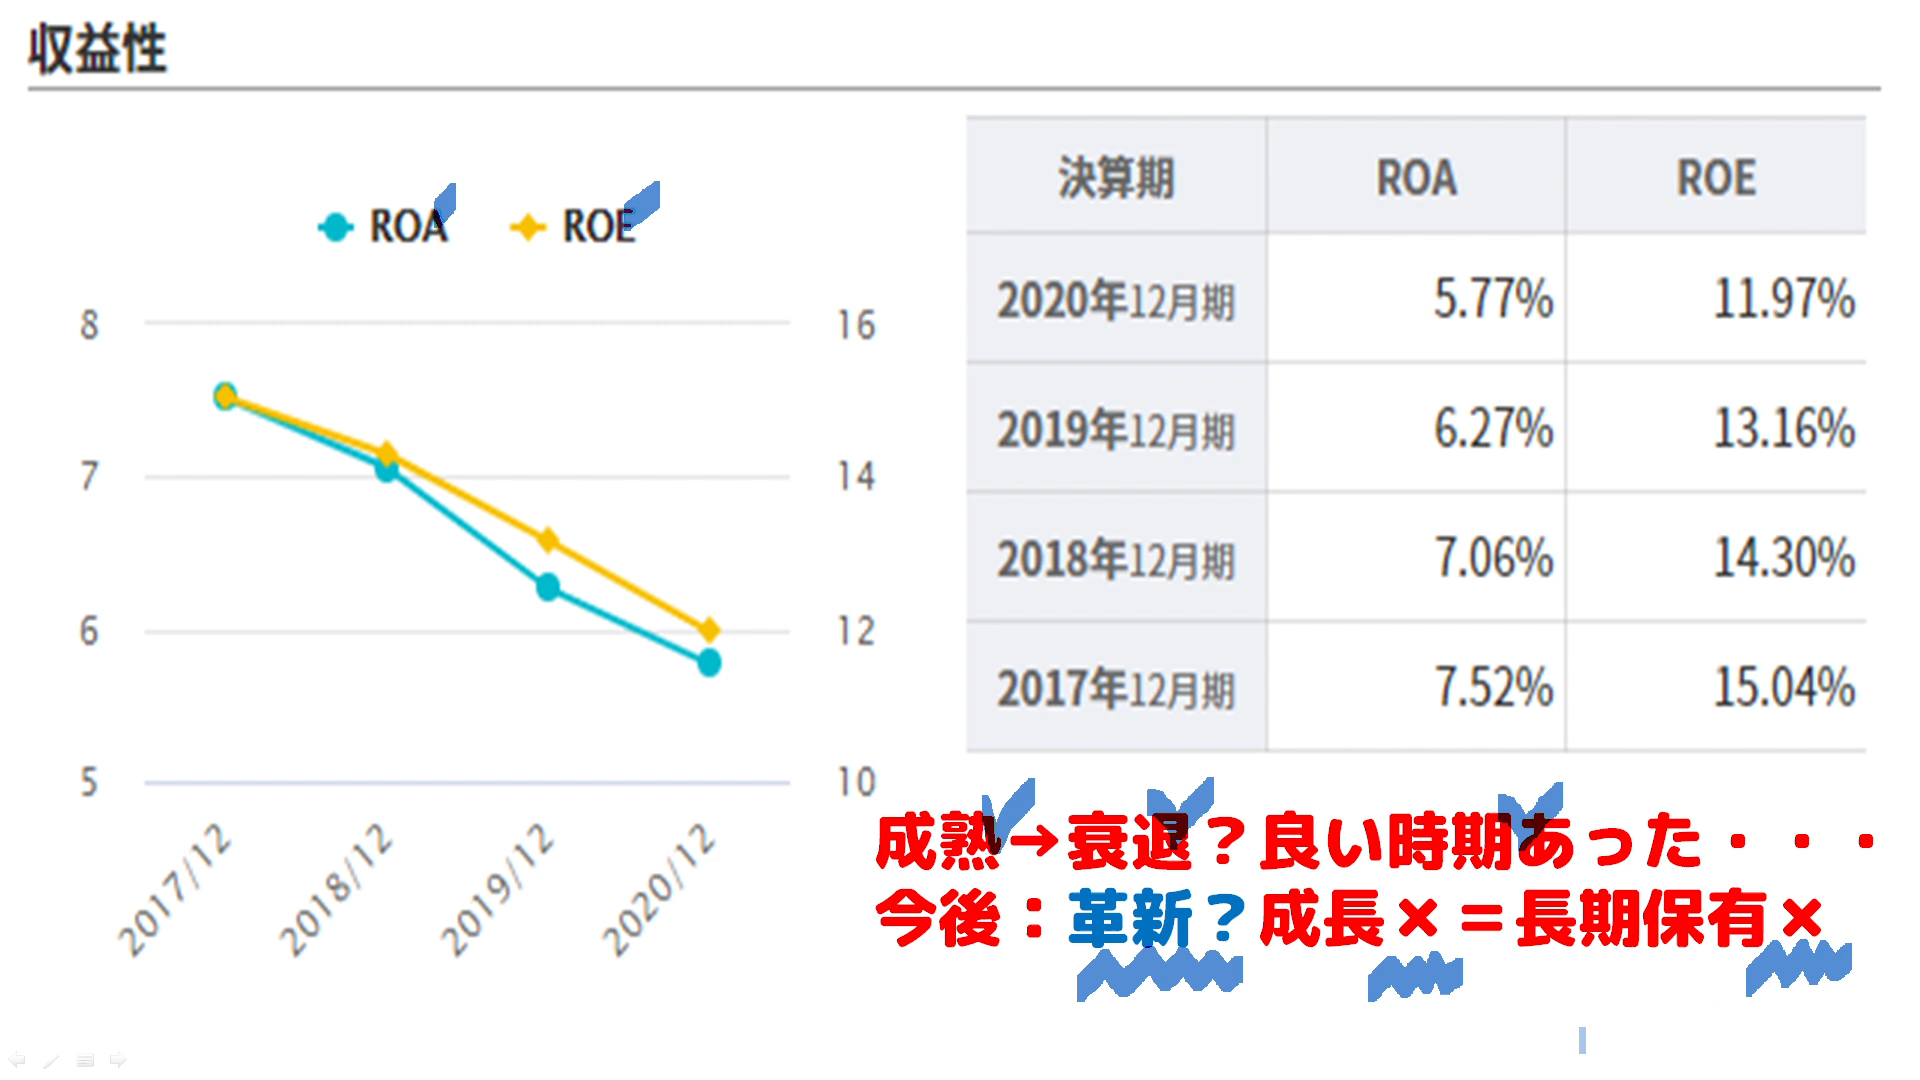 収益性
ROA ROE
8 16
7 14
6 12
5 10
2017/12 2018/12 2019/12 2020/12
決算期 ROA ROE
2020年12月期 5.77% 11.97%
2019年12月期 6.27% 13.16%
2018年12月期 7.06% 14.30%
2017年12月期 7.52% 15.04%
成熟→衰退？良い時期あった・・・
今後：革新？成長×＝長期保有×